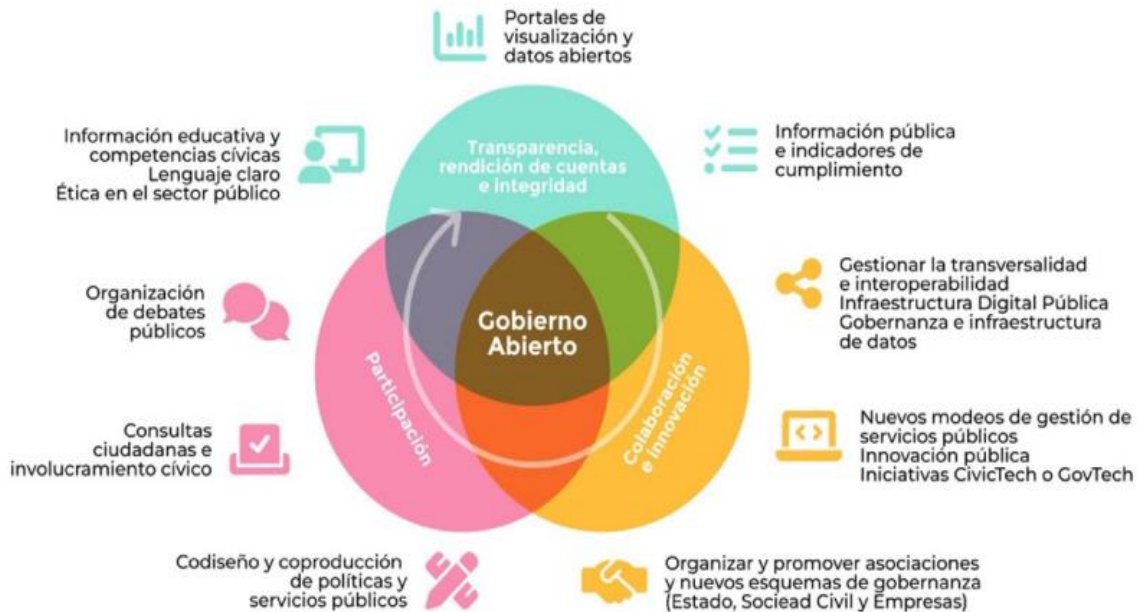 Portales de
visualización y
datos abiertos
Información educativa y
competencias cívicas
Lenguaje claro
Ética en el sector público
Transparencia,
rendición de cuentas
e integridad
Información pública
e indicadores de
cumplimiento
Organización
de debates
públicos
Gobierno
Abierto
Gestionar la transversalidad
e interoperabilidad
Infraestructura Digital Pública
Gobernanza e infraestructura
de datos
Participación
Colaboración
e innovación
Consultas
ciudadanas e
involucramiento cívico
Nuevos modeos de gestión de
servicios públicos
Innovación pública
Iniciativas CivicTech o GovTech
Codiseño y coproducción
de políticas y
servicios públicos
Organizar y promover asociaciones
y nuevos esquemas de gobernanza
(Estado, Sociead Civil y Empresas)